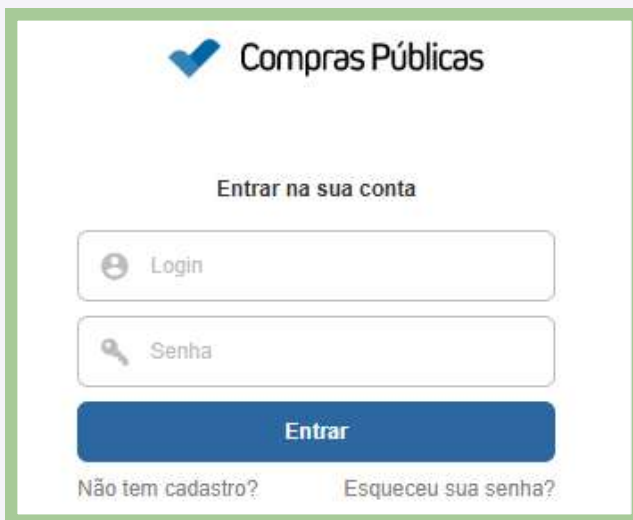 Compras Públicas
Entrar na sua conta
Login
Senha
Entrar
Não tem cadastro? Esqueceu sua senha?